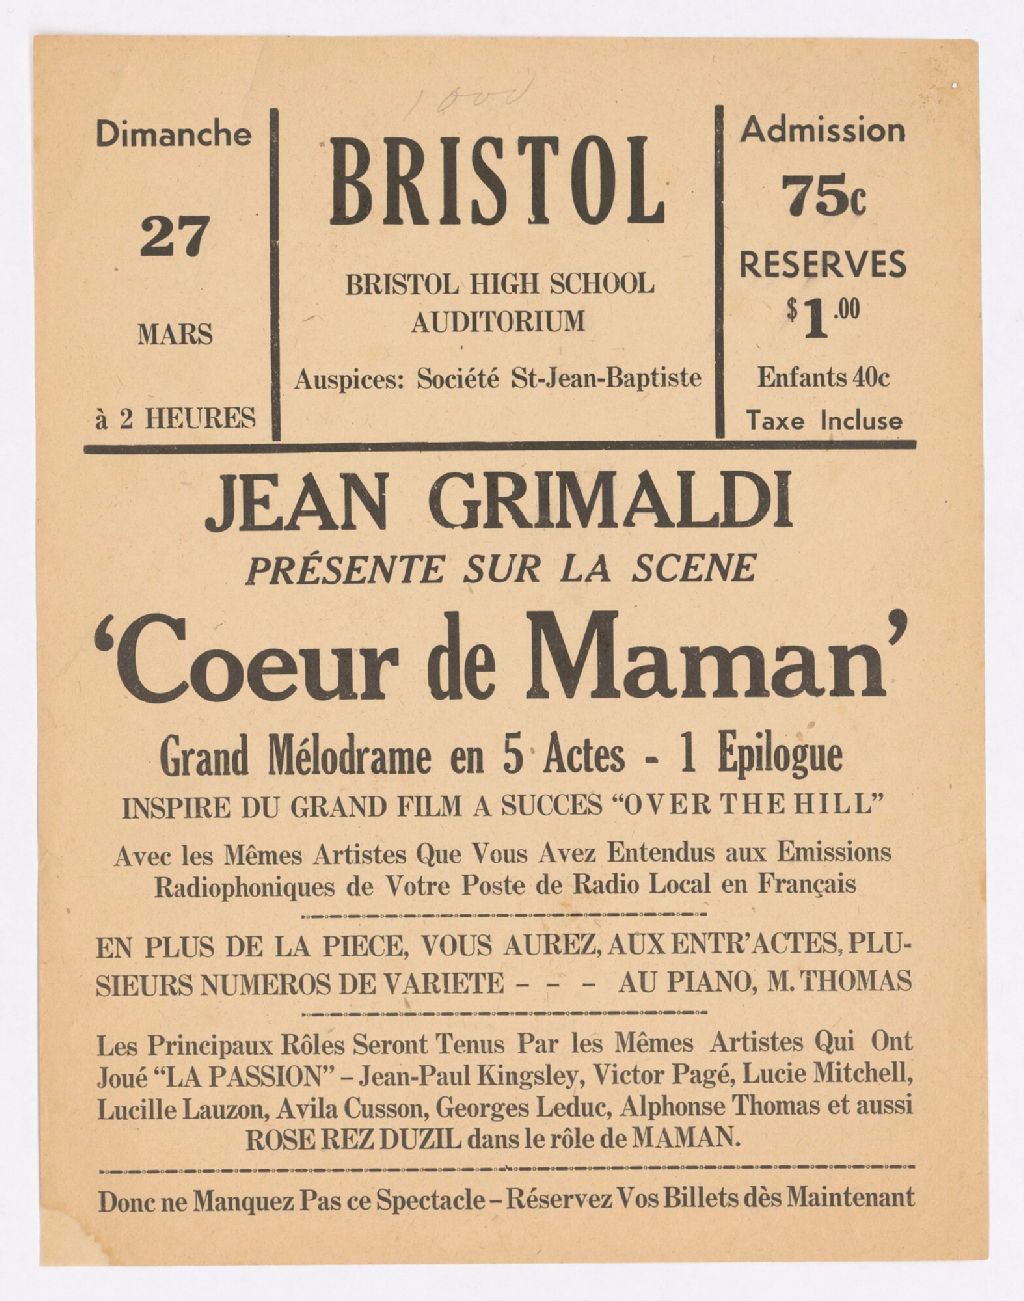 1000
Dimanche
27
MARS
à 2 HEURES
BRISTOL
BRISTOL HIGH SCHOOL
AUDITORIUM
Auspices: Société St-Jean-Baptiste
Admission
75c
RESERVES
$1.00
Enfants 40c
Taxe Incluse
JEAN GRIMALDI
PRÉSENTE SUR LA SCENE
‘Coeur de Maman’
Grand Mélodrame en 5 Actes - 1 Epilogue
INSPIRE DU GRAND FILM A SUCCES “OVER THE HILL”
Avec les Mêmes Artistes Que Vous Avez Entendus aux Emissions
Radiophoniques de Votre Poste de Radio Local en Français
EN PLUS DE LA PIECE, VOUS AUREZ, AUX ENTR’ACTES, PLU-
SIEURS NUMEROS DE VARIETE - - - AU PIANO, M. THOMAS
Les Principaux Rôles Seront Tenus Par les Mêmes Artistes Qui Ont
Joué “LA PASSION” – Jean-Paul Kingsley, Victor Pagé, Lucie Mitchell,
Lucille Lauzon, Avila Cusson, Georges Leduc, Alphonse Thomas et aussi
ROSE REZ DUZIL dans le rôle de MAMAN.
Donc ne Manquez Pas ce Spectacle – Réservez Vos Billets dès Maintenant